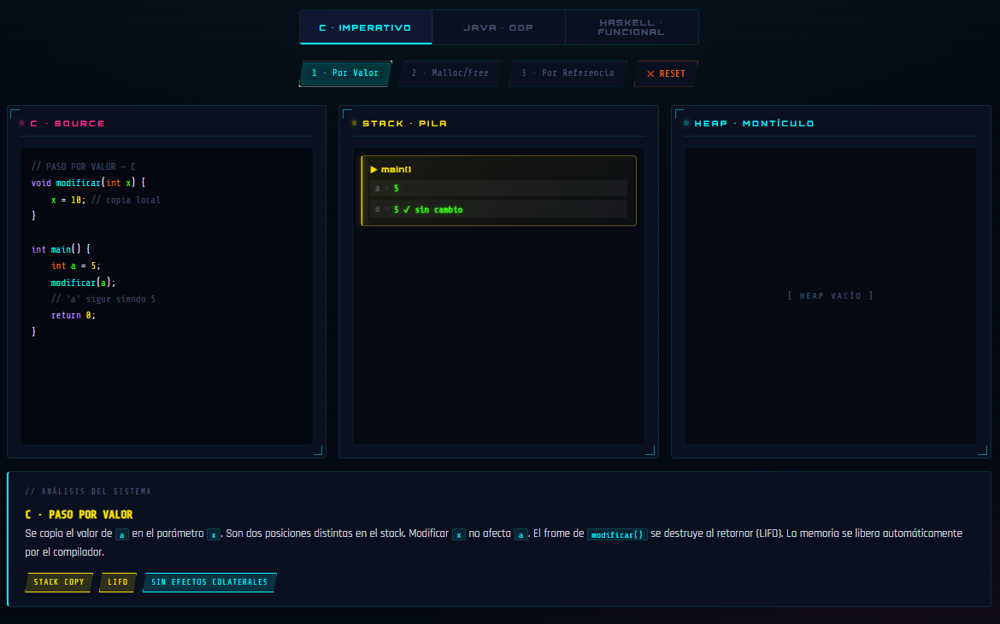 C · IMPERATIVO
JAVA · OOP
HASKELL ·
FUNCIONAL
1 · Por Valor
2 · Malloc/Free
3 · Por Referencia
✕ RESET
C · SOURCE
// PASO POR VALOR — C
void modificar(int x) {
    x = 10; // copia local
}

int main() {
    int a = 5;
    modificar(a);
    // 'a' sigue siendo 5
    return 0;
}
STACK · PILA
▶ main()
a = 5
a = 5 ✓ sin cambio
HEAP · MONTÍCULO
[ HEAP VACÍO ]
// ANÁLISIS DEL SISTEMA
C · PASO POR VALOR
Se copia el valor de a en el parámetro x. Son dos posiciones distintas en el stack. Modificar x no afecta a. El frame de modificar() se destruye al retornar (LIFO). La memoria se libera automáticamente
por el compilador.
STACK COPY
LIFO
SIN EFECTOS COLATERALES